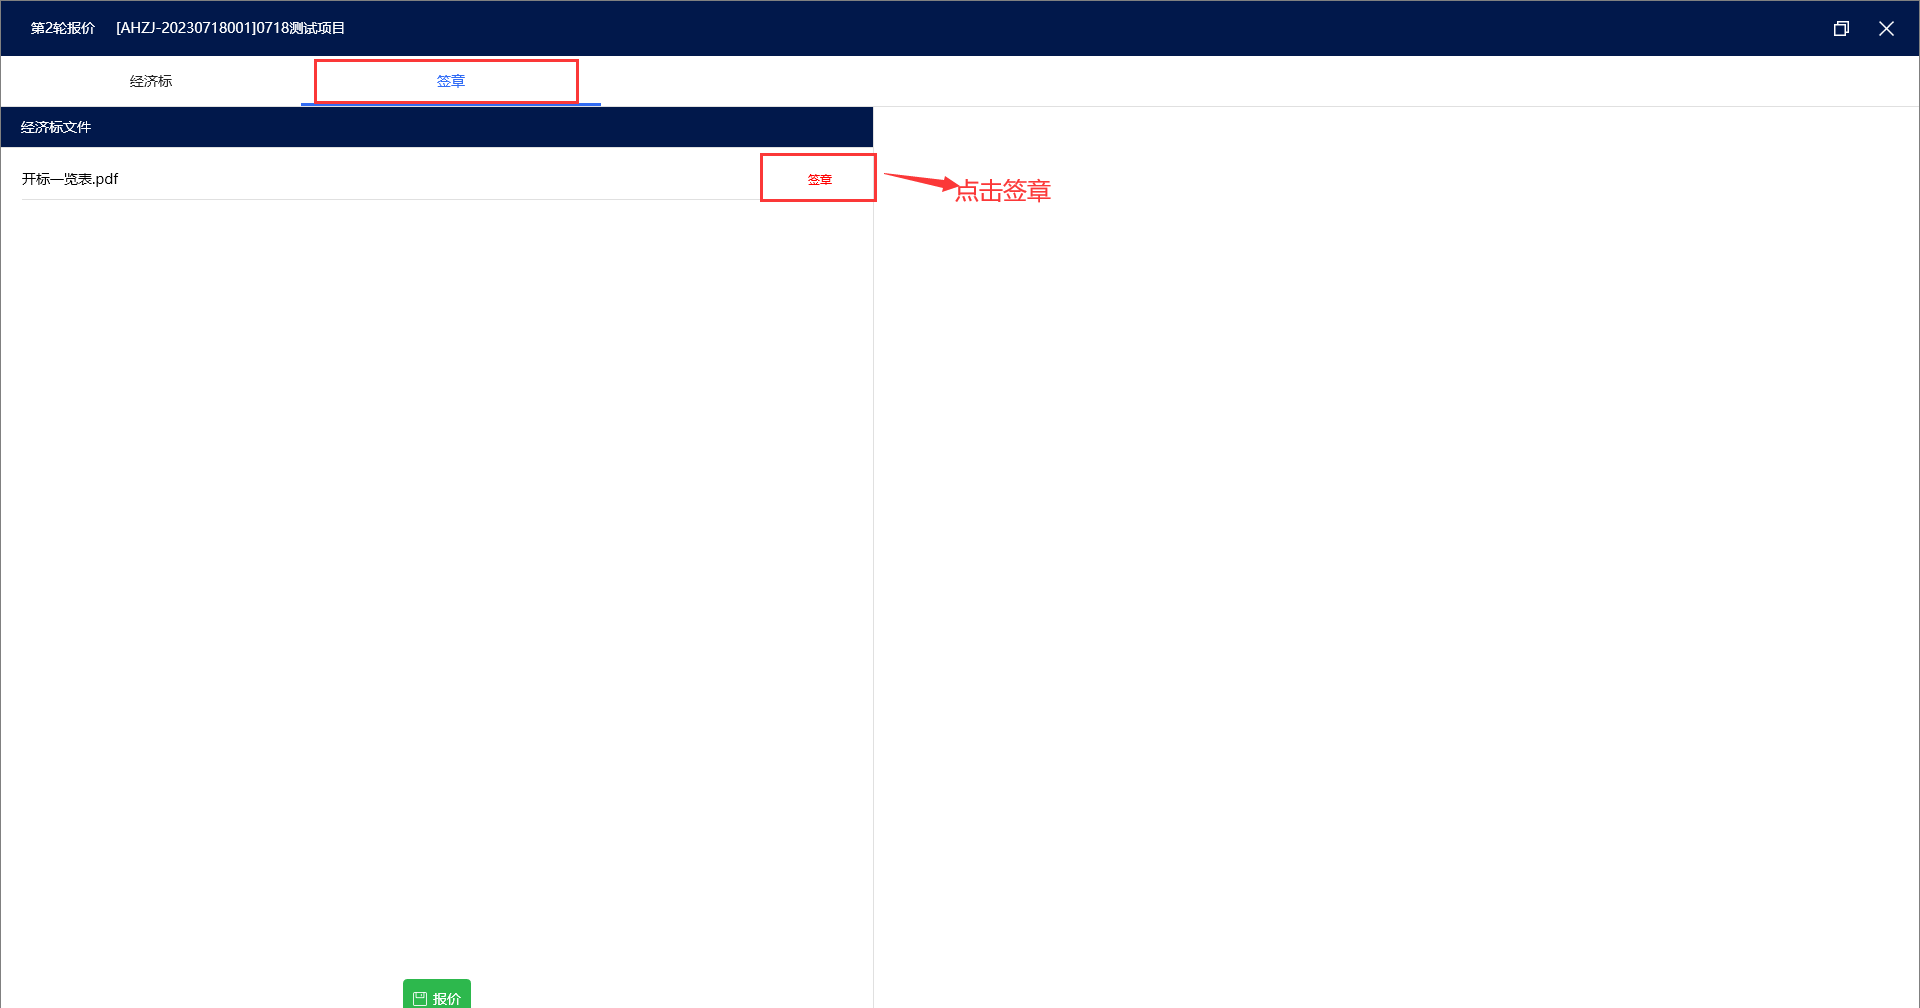 第2轮报价 [AHZJ-20230718001]0718测试项目
经济标 签章
经济标文件
开标一览表.pdf 签章
点击签章
报价